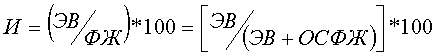 И = (ЭВ/ФЖ)*100 = [ЭВ/(ЭВ + ОСФЖ)]*100